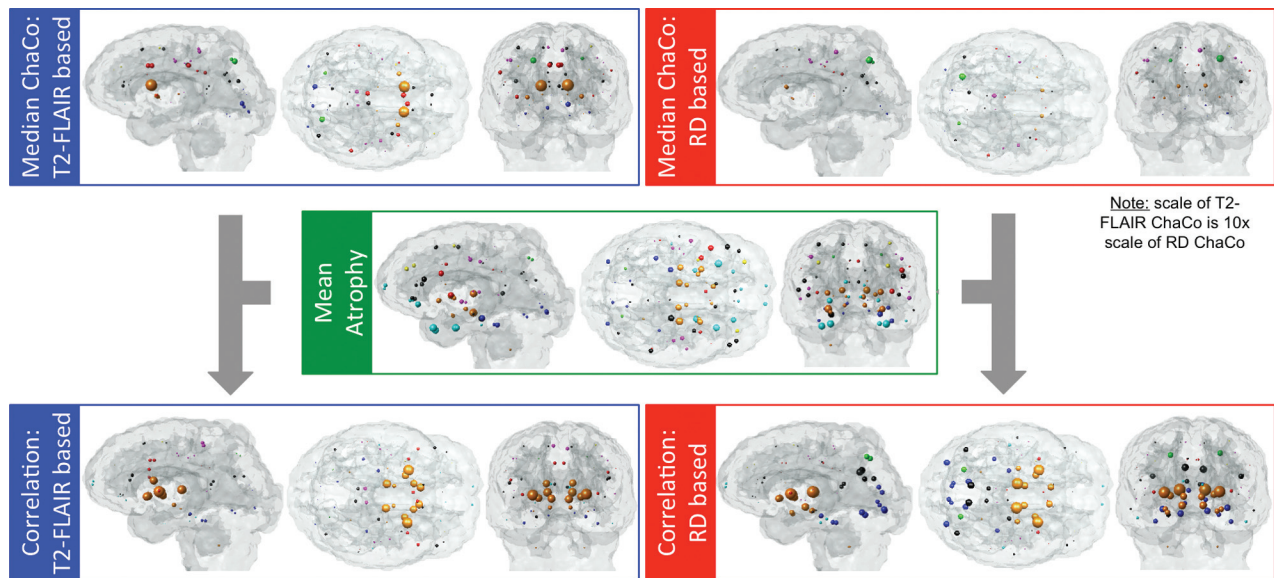 Median ChaCo:
T2-FLAIR based
Median ChaCo:
RD based
Note: scale of T2-
FLAIR ChaCo is 10x
scale of RD ChaCo
Mean
Atrophy
Correlation:
T2-FLAIR based
Correlation:
RD based